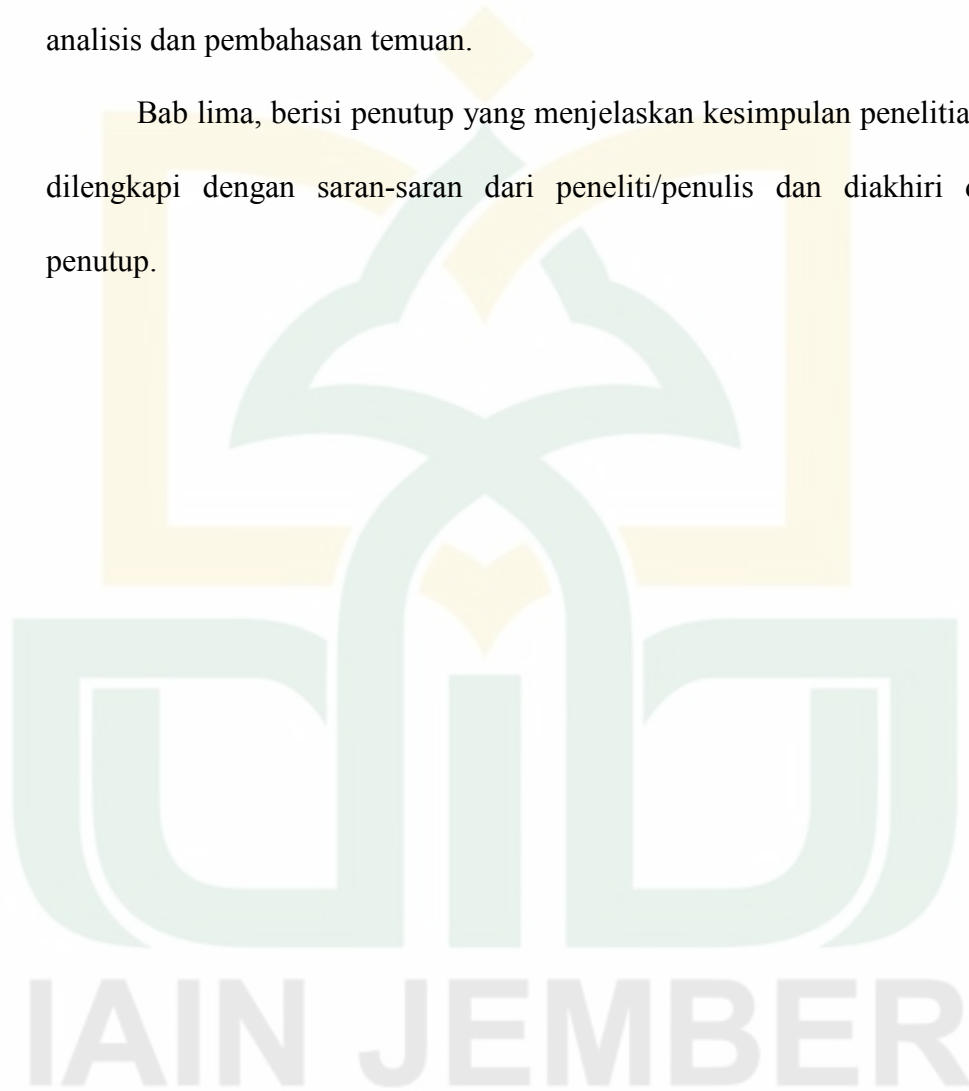 analisis dan pembahasan temuan.
Bab lima, berisi penutup yang menjelaskan kesimpulan
dilengkapi dengan saran-saran dari peneliti/penulis dan diakhiri
penutup.
IAIN JEMBER